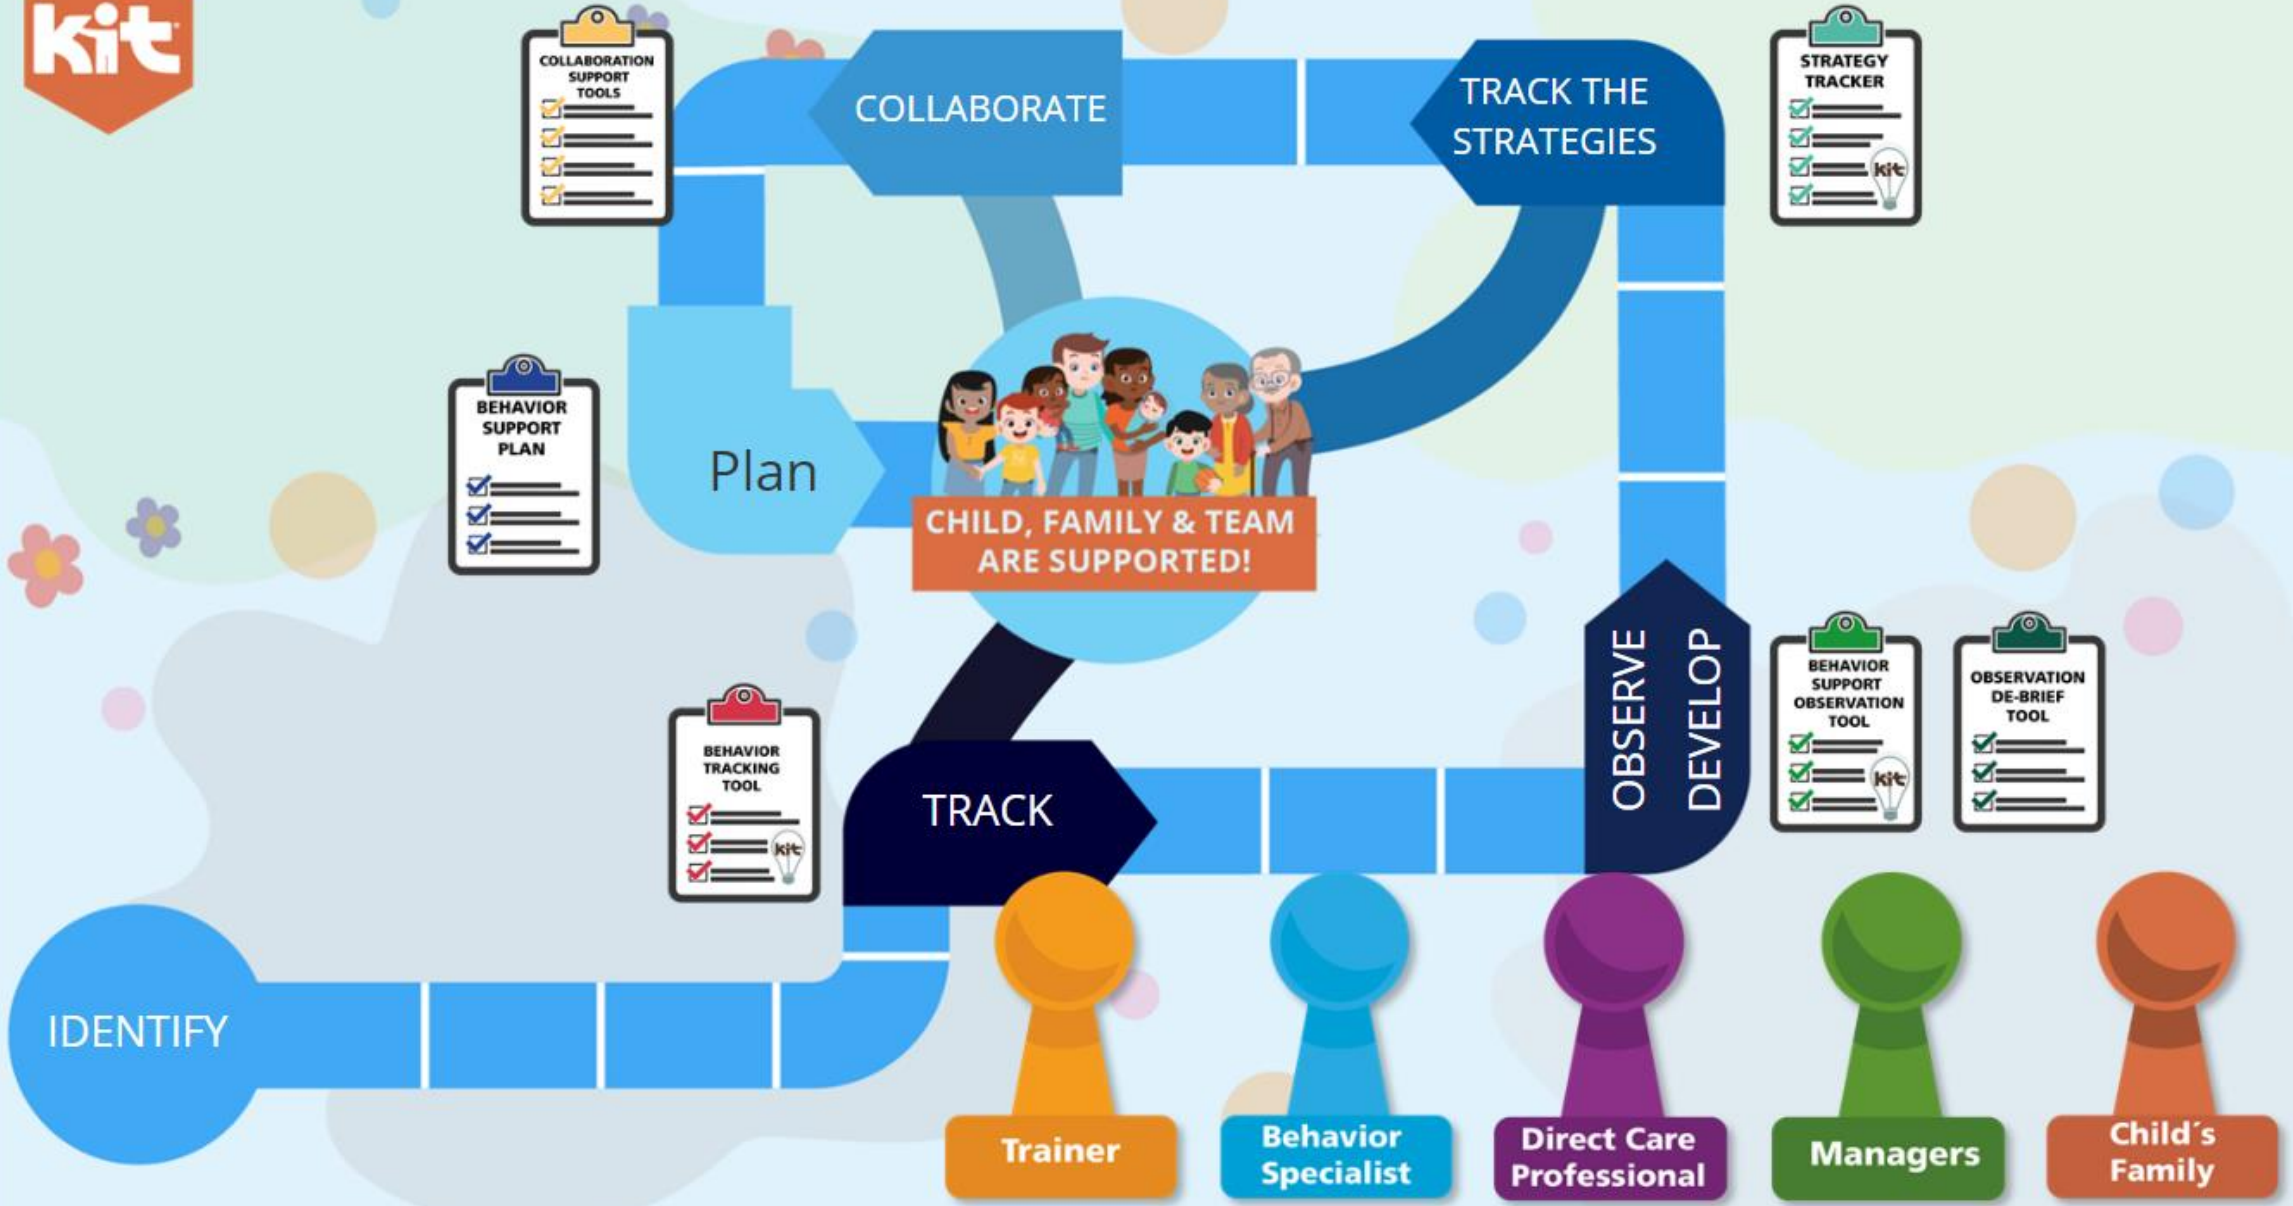 kit
COLLABORATION
SUPPORT
TOOLS
COLLABORATE
TRACK THE
STRATEGIES
STRATEGY
TRACKER
kit
BEHAVIOR
SUPPORT
PLAN
Plan
CHILD, FAMILY & TEAM
ARE SUPPORTED!
BEHAVIOR
TRACKING
TOOL
kit
TRACK
OBSERVE
DEVELOP
BEHAVIOR
SUPPORT
OBSERVATION
TOOL
kit
OBSERVATION
DE-BRIEF
TOOL
IDENTIFY
Trainer
Behavior
Specialist
Direct Care
Professional
Managers
Child´s
Family